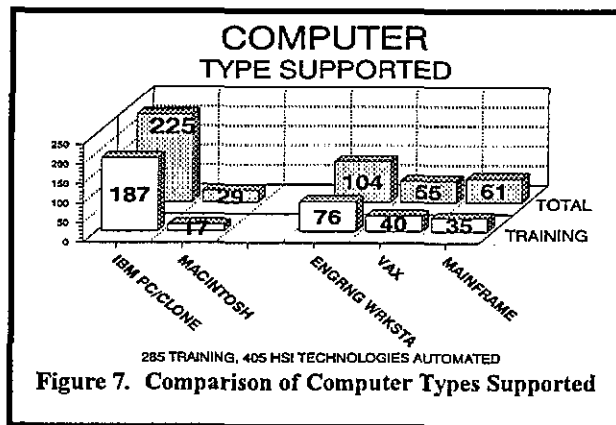 COMPUTER
TYPE SUPPORTED
250
200
150
100
50
0
225
187
29
17
104
55
61
76
40
35
TOTAL
TRAINING
IBM PC/CLONE
MACINTOSH
ENGRNG WRKSTA
VAX
MAINFRAME
285 TRAINING, 405 HSI TECHNOLOGIES AUTOMATED
Figure 7. Comparison of Computer Types Supported